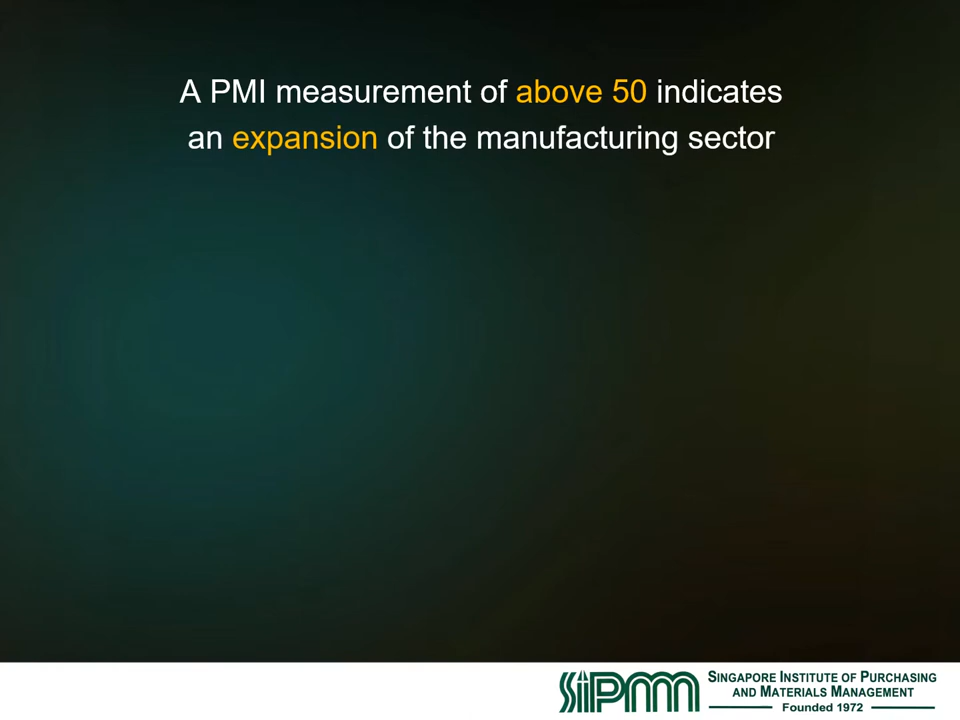 A PMI measurement of above 50 indicates
an expansion of the manufacturing sector
SiPMM
SINGAPORE INSTITUTE OF PURCHASING
AND MATERIALS MANAGEMENT
Founded 1972